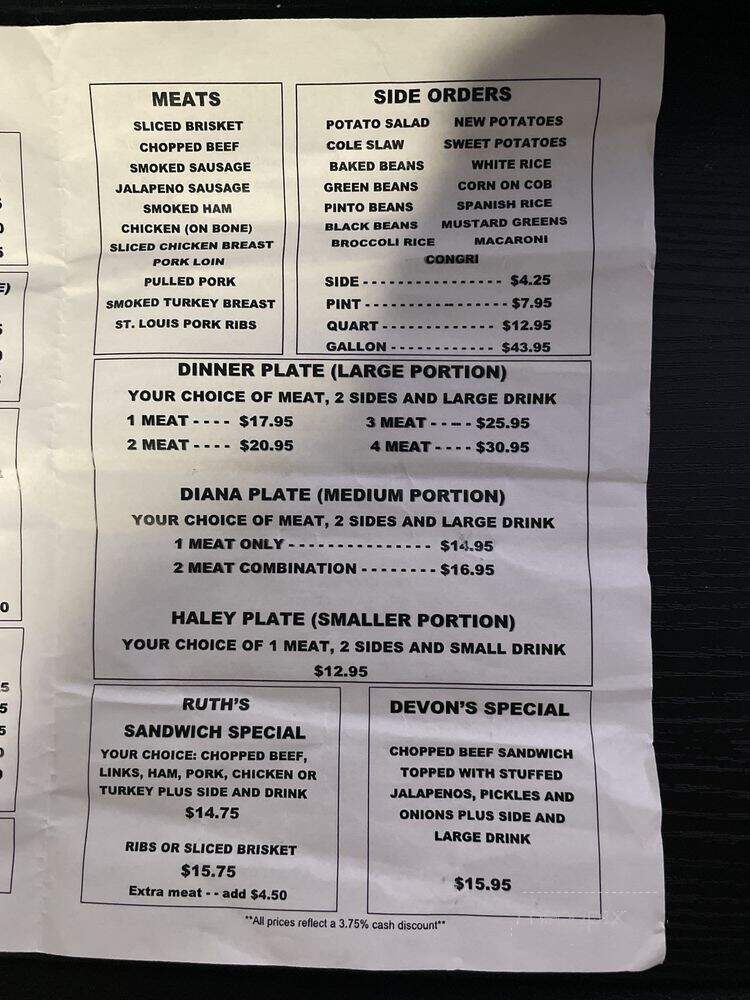 MEATS
SLICED BRISKET
CHOPPED BEEF
SMOKED SAUSAGE
JALAPENO SAUSAGE
SMOKED HAM
CHICKEN (ON BONE)
SLICED CHICKEN BREAST
PORK LOIN
PULLED PORK
SMOKED TURKEY BREAST
ST. LOUIS PORK RIBS
SIDE ORDERS
POTATO SALAD NEW POTATOES
COLE SLAW SWEET POTATOES
BAKED BEANS WHITE RICE
GREEN BEANS CORN ON COB
PINTO BEANS SPANISH RICE
BLACK BEANS MUSTARD GREENS
BROCCOLI RICE MACARONI
CONGRI
SIDE - - - - - - - - - - - - - - - - $4.25
PINT - - - - - - - - - - - - - - - - $7.95
QUART - - - - - - - - - - - - - $12.95
GALLON - - - - - - - - - - - - $43.95
DINNER PLATE (LARGE PORTION)
YOUR CHOICE OF MEAT, 2 SIDES AND LARGE DRINK
1 MEAT - - - - $17.95 3 MEAT - - - - - $25.95
2 MEAT - - - - $20.95 4 MEAT - - - - $30.95
DIANA PLATE (MEDIUM PORTION)
YOUR CHOICE OF MEAT, 2 SIDES AND LARGE DRINK
1 MEAT ONLY - - - - - - - - - - - - - - - $14.95
2 MEAT COMBINATION - - - - - - - - $16.95
HALEY PLATE (SMALLER PORTION)
YOUR CHOICE OF 1 MEAT, 2 SIDES AND SMALL DRINK
$12.95
RUTH'S
SANDWICH SPECIAL
YOUR CHOICE: CHOPPED BEEF,
LINKS, HAM, PORK, CHICKEN OR
TURKEY PLUS SIDE AND DRINK
$14.75
RIBS OR SLICED BRISKET
$15.75
Extra meat - - add $4.50
DEVON'S SPECIAL
CHOPPED BEEF SANDWICH
TOPPED WITH STUFFED
JALAPENOS, PICKLES AND
ONIONS PLUS SIDE AND
LARGE DRINK
$15.95
**All prices reflect a 3.75% cash discount**